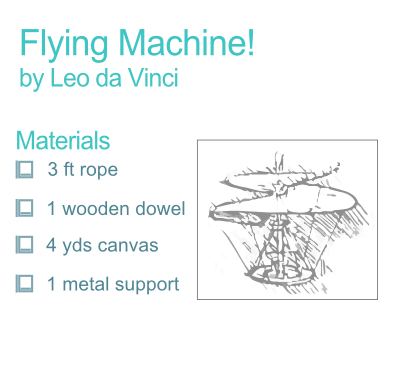 Flying Machine!
by Leo da Vinci
Materials
3 ft rope
1 wooden dowel
4 yds canvas
1 metal support